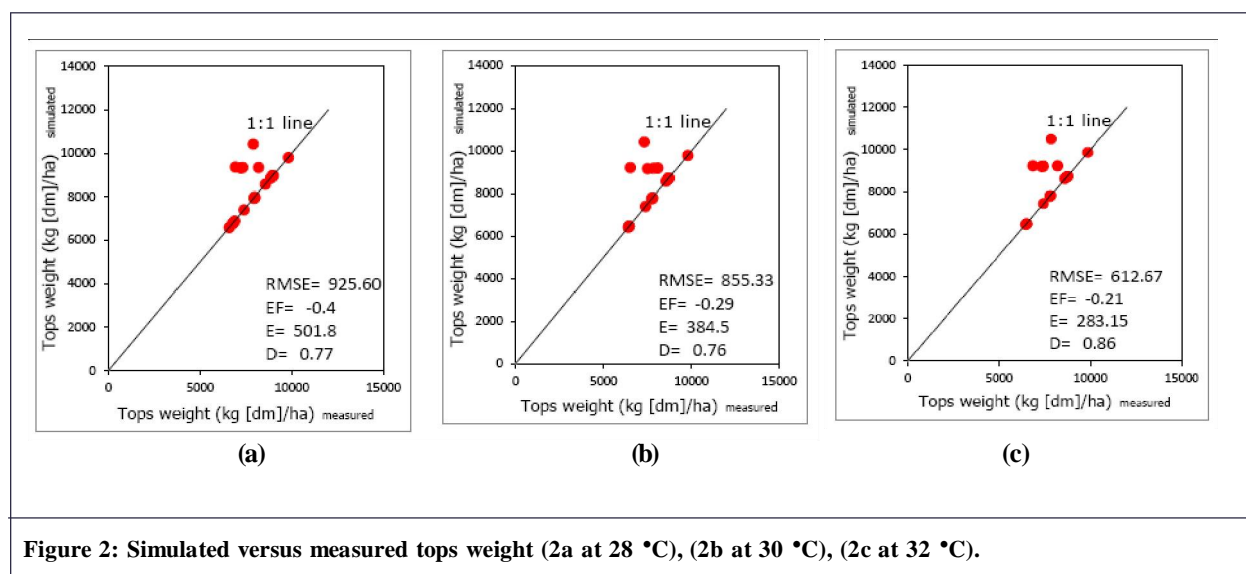 14000
12000
10000
8000
6000
4000
2000
0
0 5000 10000 15000
Tops weight (kg [dm]/ha) simulated
Tops weight (kg [dm]/ha) measured
1:1 line
RMSE= 925.60
EF= -0.4
E= 501.8
D= 0.77
(a)
14000
12000
10000
8000
6000
4000
2000
0
0 5000 10000 15000
Tops weight (kg [dm]/ha) simulated
Tops weight (kg [dm]/ha) measured
1:1 line
RMSE= 855.33
EF= -0.29
E= 384.5
D= 0.76
(b)
14000
12000
10000
8000
6000
4000
2000
0
0 5000 10000 15000
Tops weight (kg [dm]/ha) simulated
Tops weight (kg [dm]/ha) measured
1:1 line
RMSE= 612.67
EF= -0.21
E= 283.15
D= 0.86
(c)
Figure 2: Simulated versus measured tops weight (2a at 28 °C), (2b at 30 °C), (2c at 32 °C).